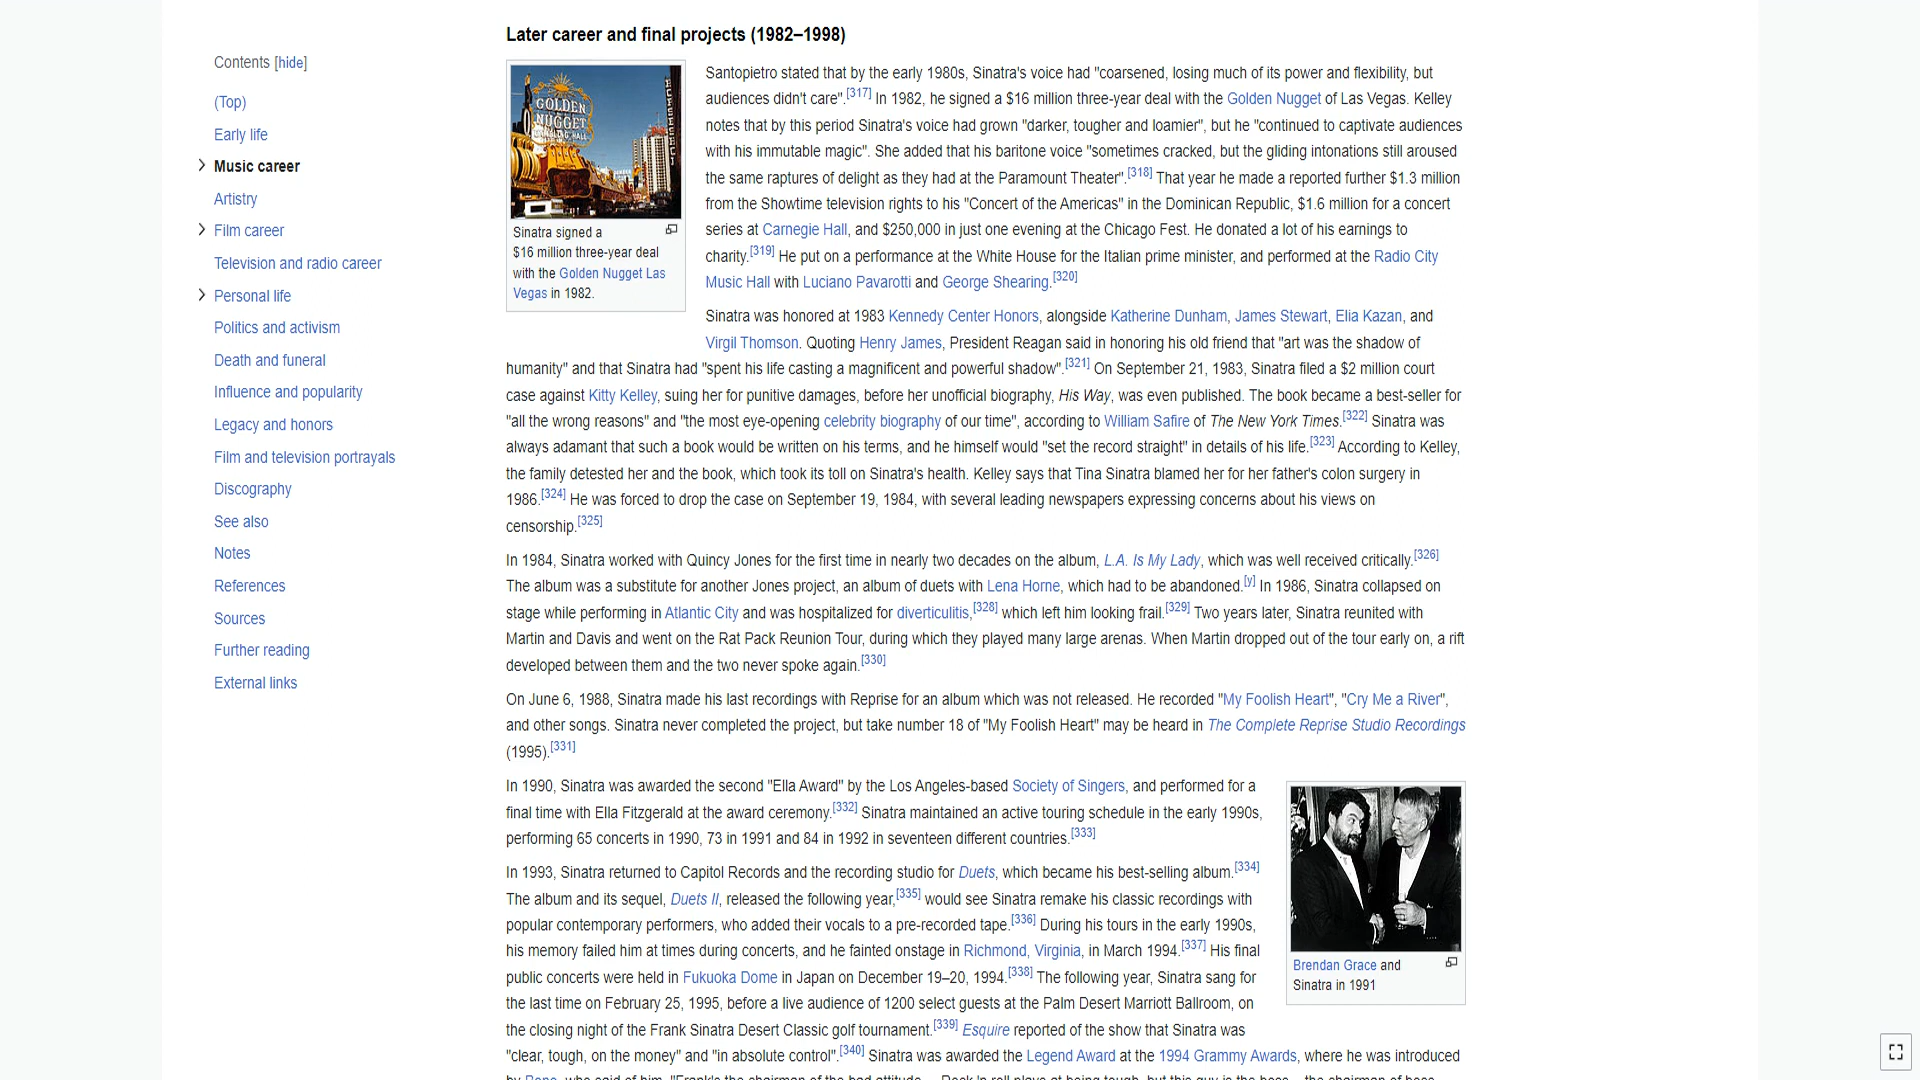 Later career and final projects (1982–1998)
Contents [hide]
(Top)
Early life
Music career
Artistry
Film career
Television and radio career
Personal life
Politics and activism
Death and funeral
Influence and popularity
Legacy and honors
Film and television portrayals
Discography
See also
Notes
References
Sources
Further reading
External links
GOLDEN
NUGGET
GAMBLING HALL
Sinatra signed a
$16 million three-year deal
with the Golden Nugget Las
Vegas in 1982.
Santopietro stated that by the early 1980s, Sinatra's voice had "coarsened, losing much of its power and flexibility, but
audiences didn't care".[317] In 1982, he signed a $16 million three-year deal with the Golden Nugget of Las Vegas. Kelley
notes that by this period Sinatra's voice had grown "darker, tougher and loamier", but he "continued to captivate audiences
with his immutable magic". She added that his baritone voice "sometimes cracked, but the gliding intonations still aroused
the same raptures of delight as they had at the Paramount Theater".[318] That year he made a reported further $1.3 million
from the Showtime television rights to his "Concert of the Americas" in the Dominican Republic, $1.6 million for a concert
series at Carnegie Hall, and $250,000 in just one evening at the Chicago Fest. He donated a lot of his earnings to
charity.[319] He put on a performance at the White House for the Italian prime minister, and performed at the Radio City
Music Hall with Luciano Pavarotti and George Shearing.[320]
Sinatra was honored at 1983 Kennedy Center Honors, alongside Katherine Dunham, James Stewart, Elia Kazan, and
Virgil Thomson. Quoting Henry James, President Reagan said in honoring his old friend that "art was the shadow of
humanity" and that Sinatra had "spent his life casting a magnificent and powerful shadow".[321] On September 21, 1983, Sinatra filed a $2 million court
case against Kitty Kelley, suing her for punitive damages, before her unofficial biography, His Way, was even published. The book became a best-seller for
"all the wrong reasons" and "the most eye-opening celebrity biography of our time", according to William Safire of The New York Times.[322] Sinatra was
always adamant that such a book would be written on his terms, and he himself would "set the record straight" in details of his life.[323] According to Kelley,
the family detested her and the book, which took its toll on Sinatra's health. Kelley says that Tina Sinatra blamed her for her father's colon surgery in
1986.[324] He was forced to drop the case on September 19, 1984, with several leading newspapers expressing concerns about his views on
censorship.[325]
In 1984, Sinatra worked with Quincy Jones for the first time in nearly two decades on the album, L.A. Is My Lady, which was well received critically.[326]
The album was a substitute for another Jones project, an album of duets with Lena Horne, which had to be abandoned.[y] In 1986, Sinatra collapsed on
stage while performing in Atlantic City and was hospitalized for diverticulitis,[328] which left him looking frail.[329] Two years later, Sinatra reunited with
Martin and Davis and went on the Rat Pack Reunion Tour, during which they played many large arenas. When Martin dropped out of the tour early on, a rift
developed between them and the two never spoke again.[330]
On June 6, 1988, Sinatra made his last recordings with Reprise for an album which was not released. He recorded "My Foolish Heart", "Cry Me a River",
and other songs. Sinatra never completed the project, but take number 18 of "My Foolish Heart" may be heard in The Complete Reprise Studio Recordings
(1995).[331]
In 1990, Sinatra was awarded the second "Ella Award" by the Los Angeles-based Society of Singers, and performed for a
final time with Ella Fitzgerald at the award ceremony.[332] Sinatra maintained an active touring schedule in the early 1990s,
performing 65 concerts in 1990, 73 in 1991 and 84 in 1992 in seventeen different countries.[333]
In 1993, Sinatra returned to Capitol Records and the recording studio for Duets, which became his best-selling album.[334]
The album and its sequel, Duets II, released the following year,[335] would see Sinatra remake his classic recordings with
popular contemporary performers, who added their vocals to a pre-recorded tape.[336] During his tours in the early 1990s,
his memory failed him at times during concerts, and he fainted onstage in Richmond, Virginia, in March 1994.[337] His final
public concerts were held in Fukuoka Dome in Japan on December 19–20, 1994.[338] The following year, Sinatra sang for
the last time on February 25, 1995, before a live audience of 1200 select guests at the Palm Desert Marriott Ballroom, on
the closing night of the Frank Sinatra Desert Classic golf tournament.[339] Esquire reported of the show that Sinatra was
"clear, tough, on the money" and "in absolute control".[340] Sinatra was awarded the Legend Award at the 1994 Grammy Awards, where he was introduced
by Bono, who said of him, "Frank's the chairman of the bad attitude ... Rock 'n roll plays at being tough, but this guy is the boss – the chairman of boss
Brendan Grace and
Sinatra in 1991